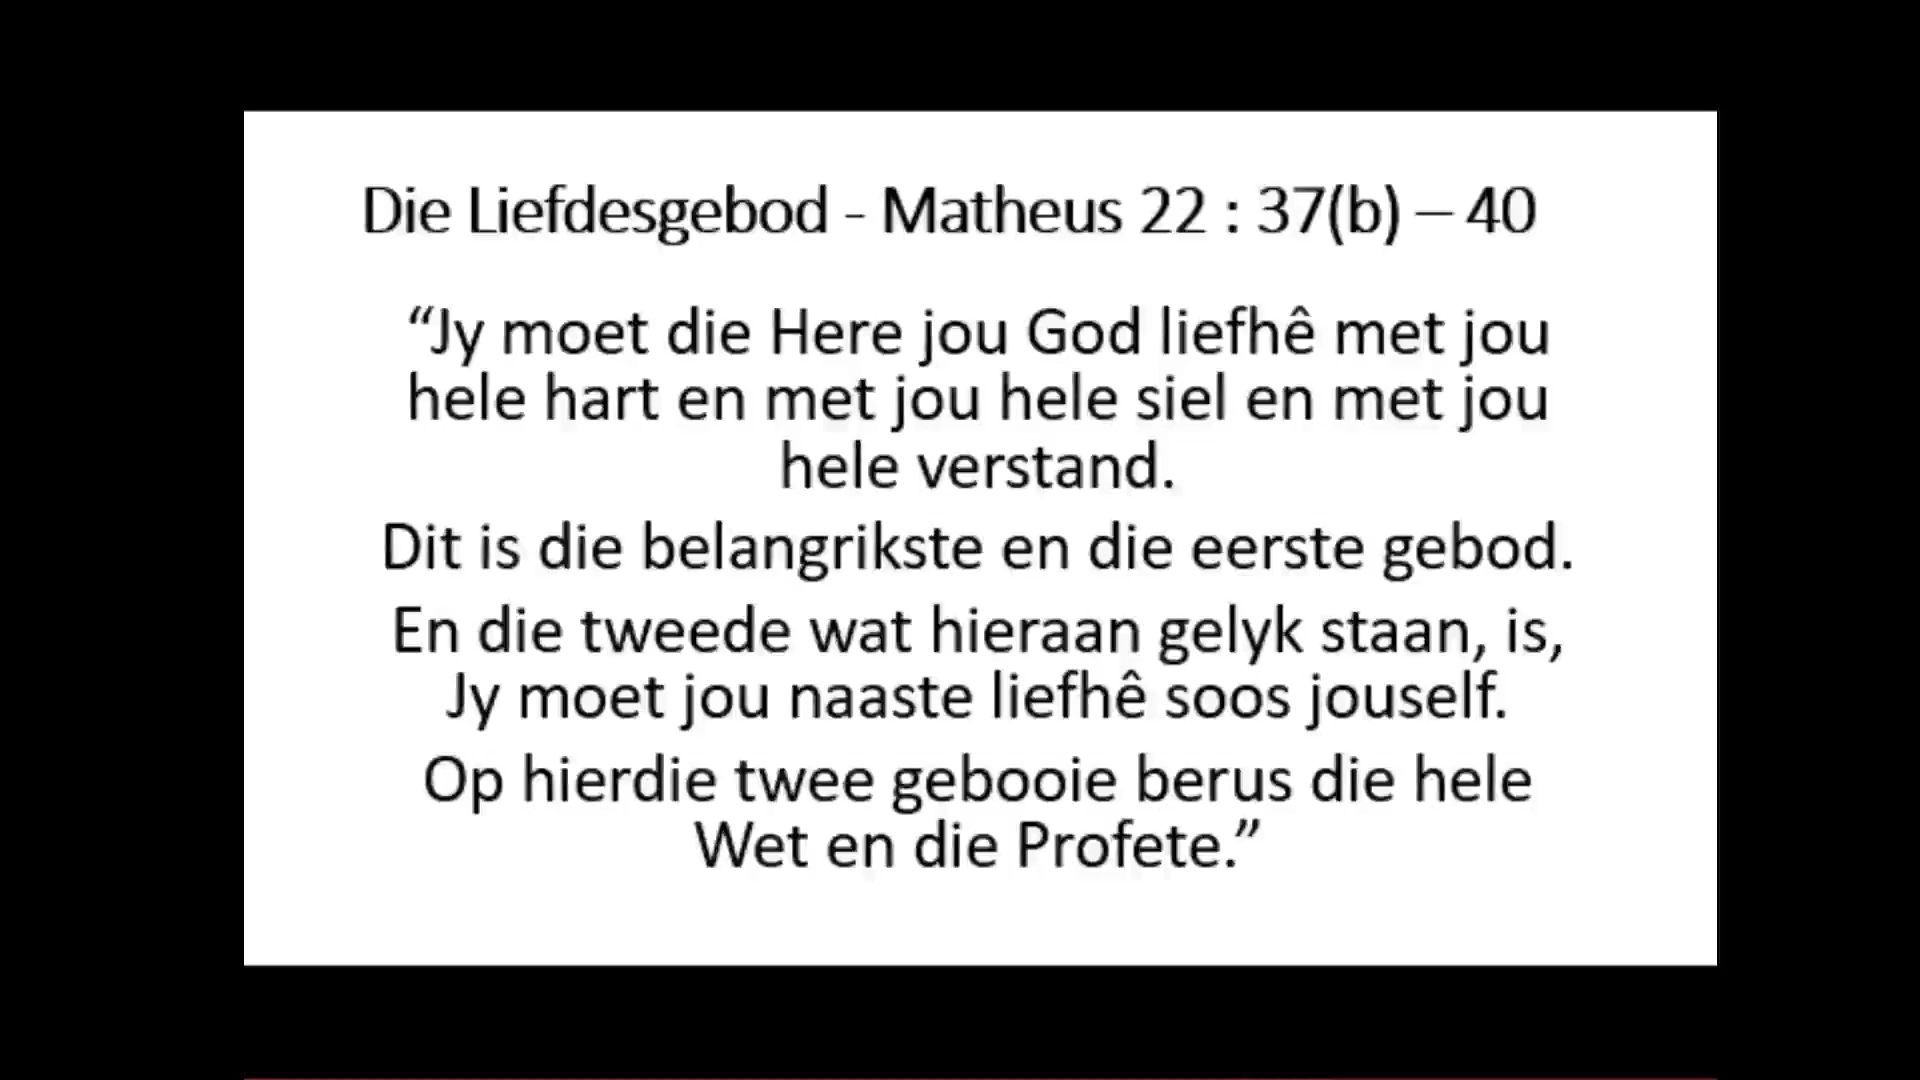 Die Liefdesgebod - Matheus 22 : 37(b) – 40
“Jy moet die Here jou God liefhê met jou
hele hart en met jou hele siel en met jou
hele verstand.
Dit is die belangrikste en die eerste gebod.
En die tweede wat hieraan gelyk staan, is,
Jy moet jou naaste liefhê soos jouself.
Op hierdie twee gebooie berus die hele
Wet en die Profete.”